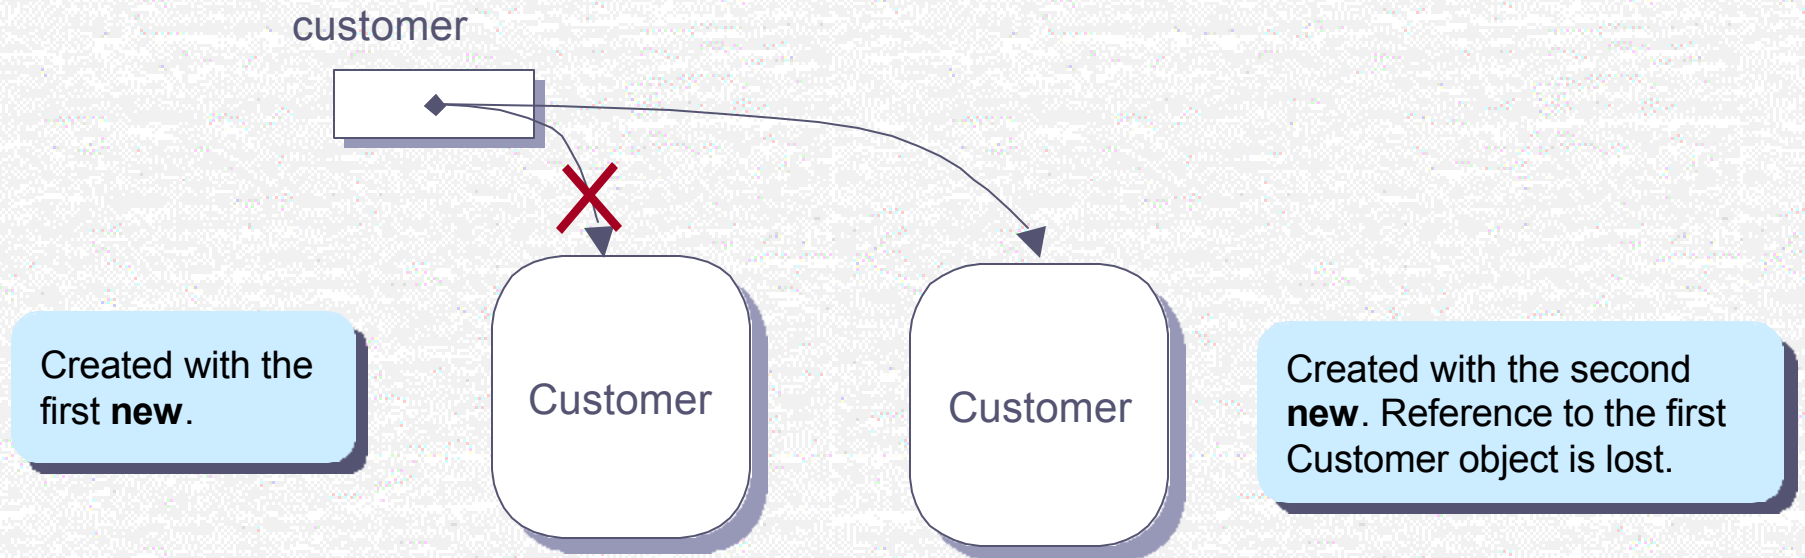 customer
Created with the
first new.
Customer
Customer
Created with the second
new. Reference to the first
Customer object is lost.